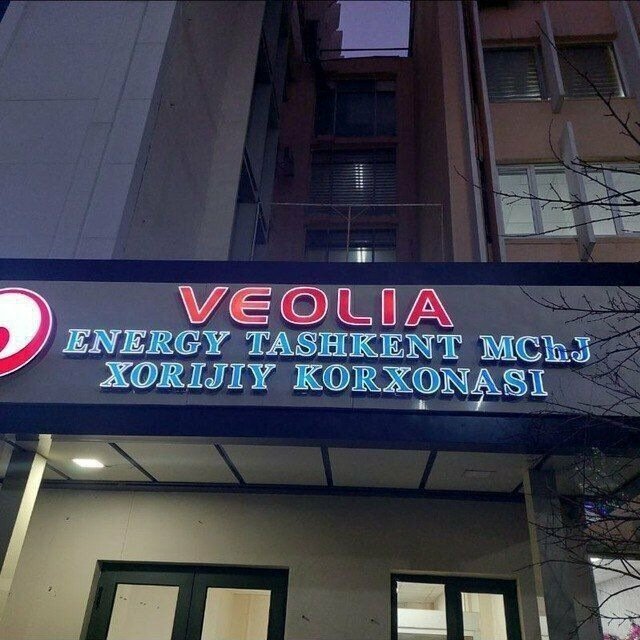 VEOLIA
ENERGY TASHKENT MChJ
XORIJIY KORXONASI